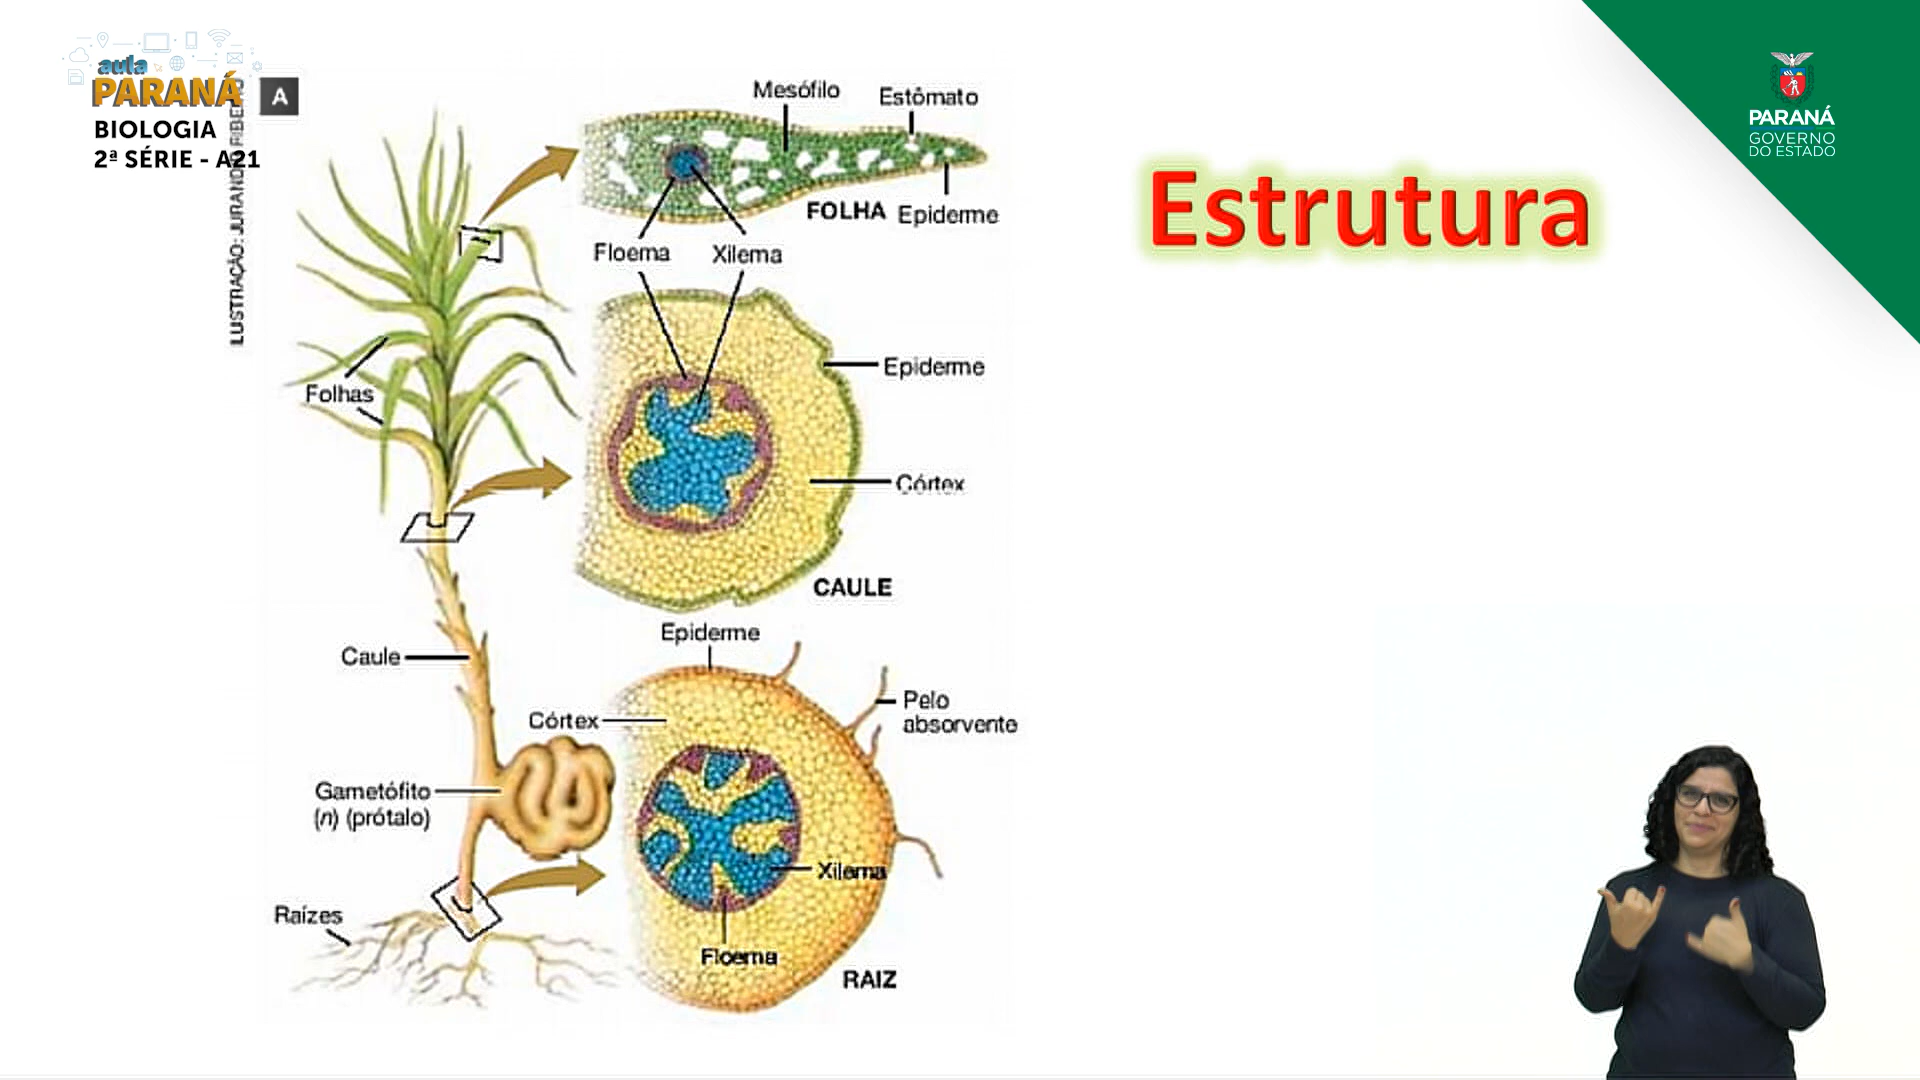 aula
PARANÁ
BIOLOGIA
2ª SÉRIE - A21
A
Mesófilo
Estômato
FOLHA
Epiderme
Floema
Xilema
Folhas
Epiderme
Córtex
CAULE
Caule
Epiderme
Córtex
Pelo
absorvente
Gametófito
(n) (prótalo)
Xilema
Raízes
Floema
RAIZ
Estrutura
PARANÁ
GOVERNO
DO ESTADO
ILUSTRAÇÃO: